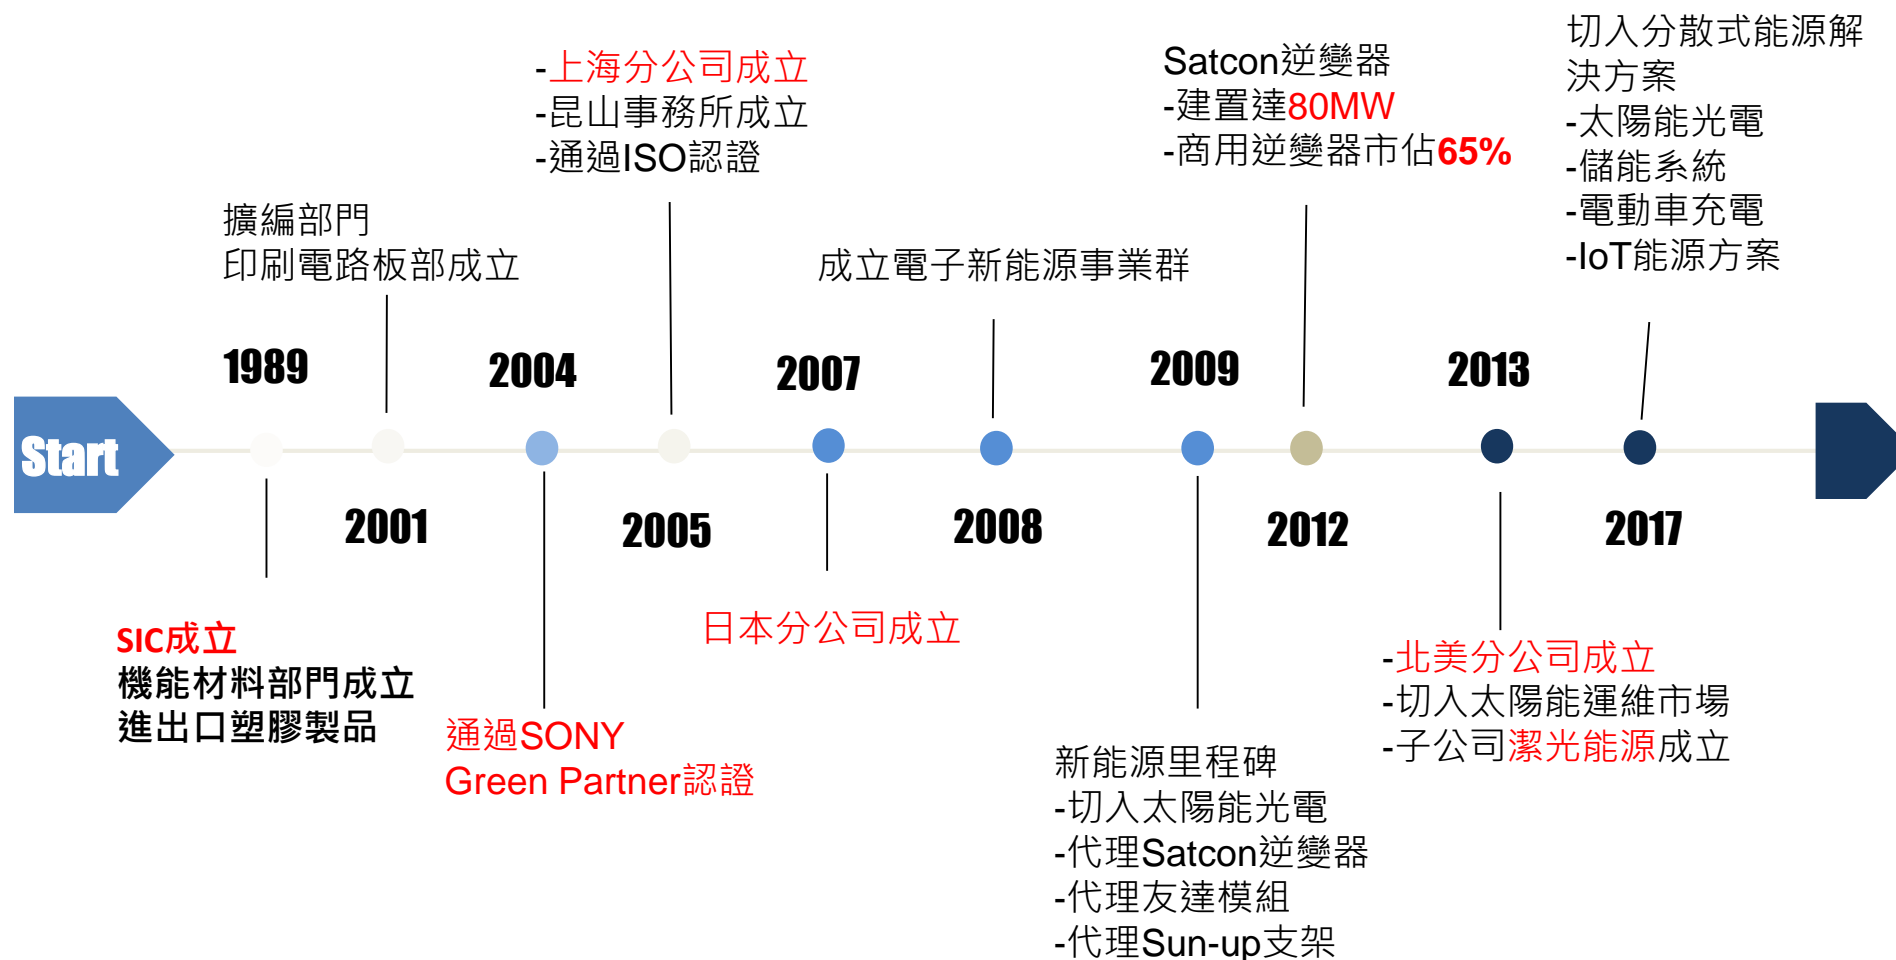 Start
1989
SIC成立
機能材料部門成立
進出口塑膠製品
擴編部門
印刷電路板部成立
2001
2004
通過SONY
Green Partner認證
-上海分公司成立
-昆山事務所成立
-通過ISO認證
2005
2007
日本分公司成立
成立電子新能源事業群
2008
2009
新能源里程碑
-切入太陽能光電
-代理Satcon逆變器
-代理友達模組
-代理Sun-up支架
Satcon逆變器
-建置達80MW
-商用逆變器市佔65%
2012
2013
-北美分公司成立
-切入太陽能運維市場
-子公司潔光能源成立
切入分散式能源解
決方案
-太陽能光電
-儲能系統
-電動車充電
-IoT能源方案
2017